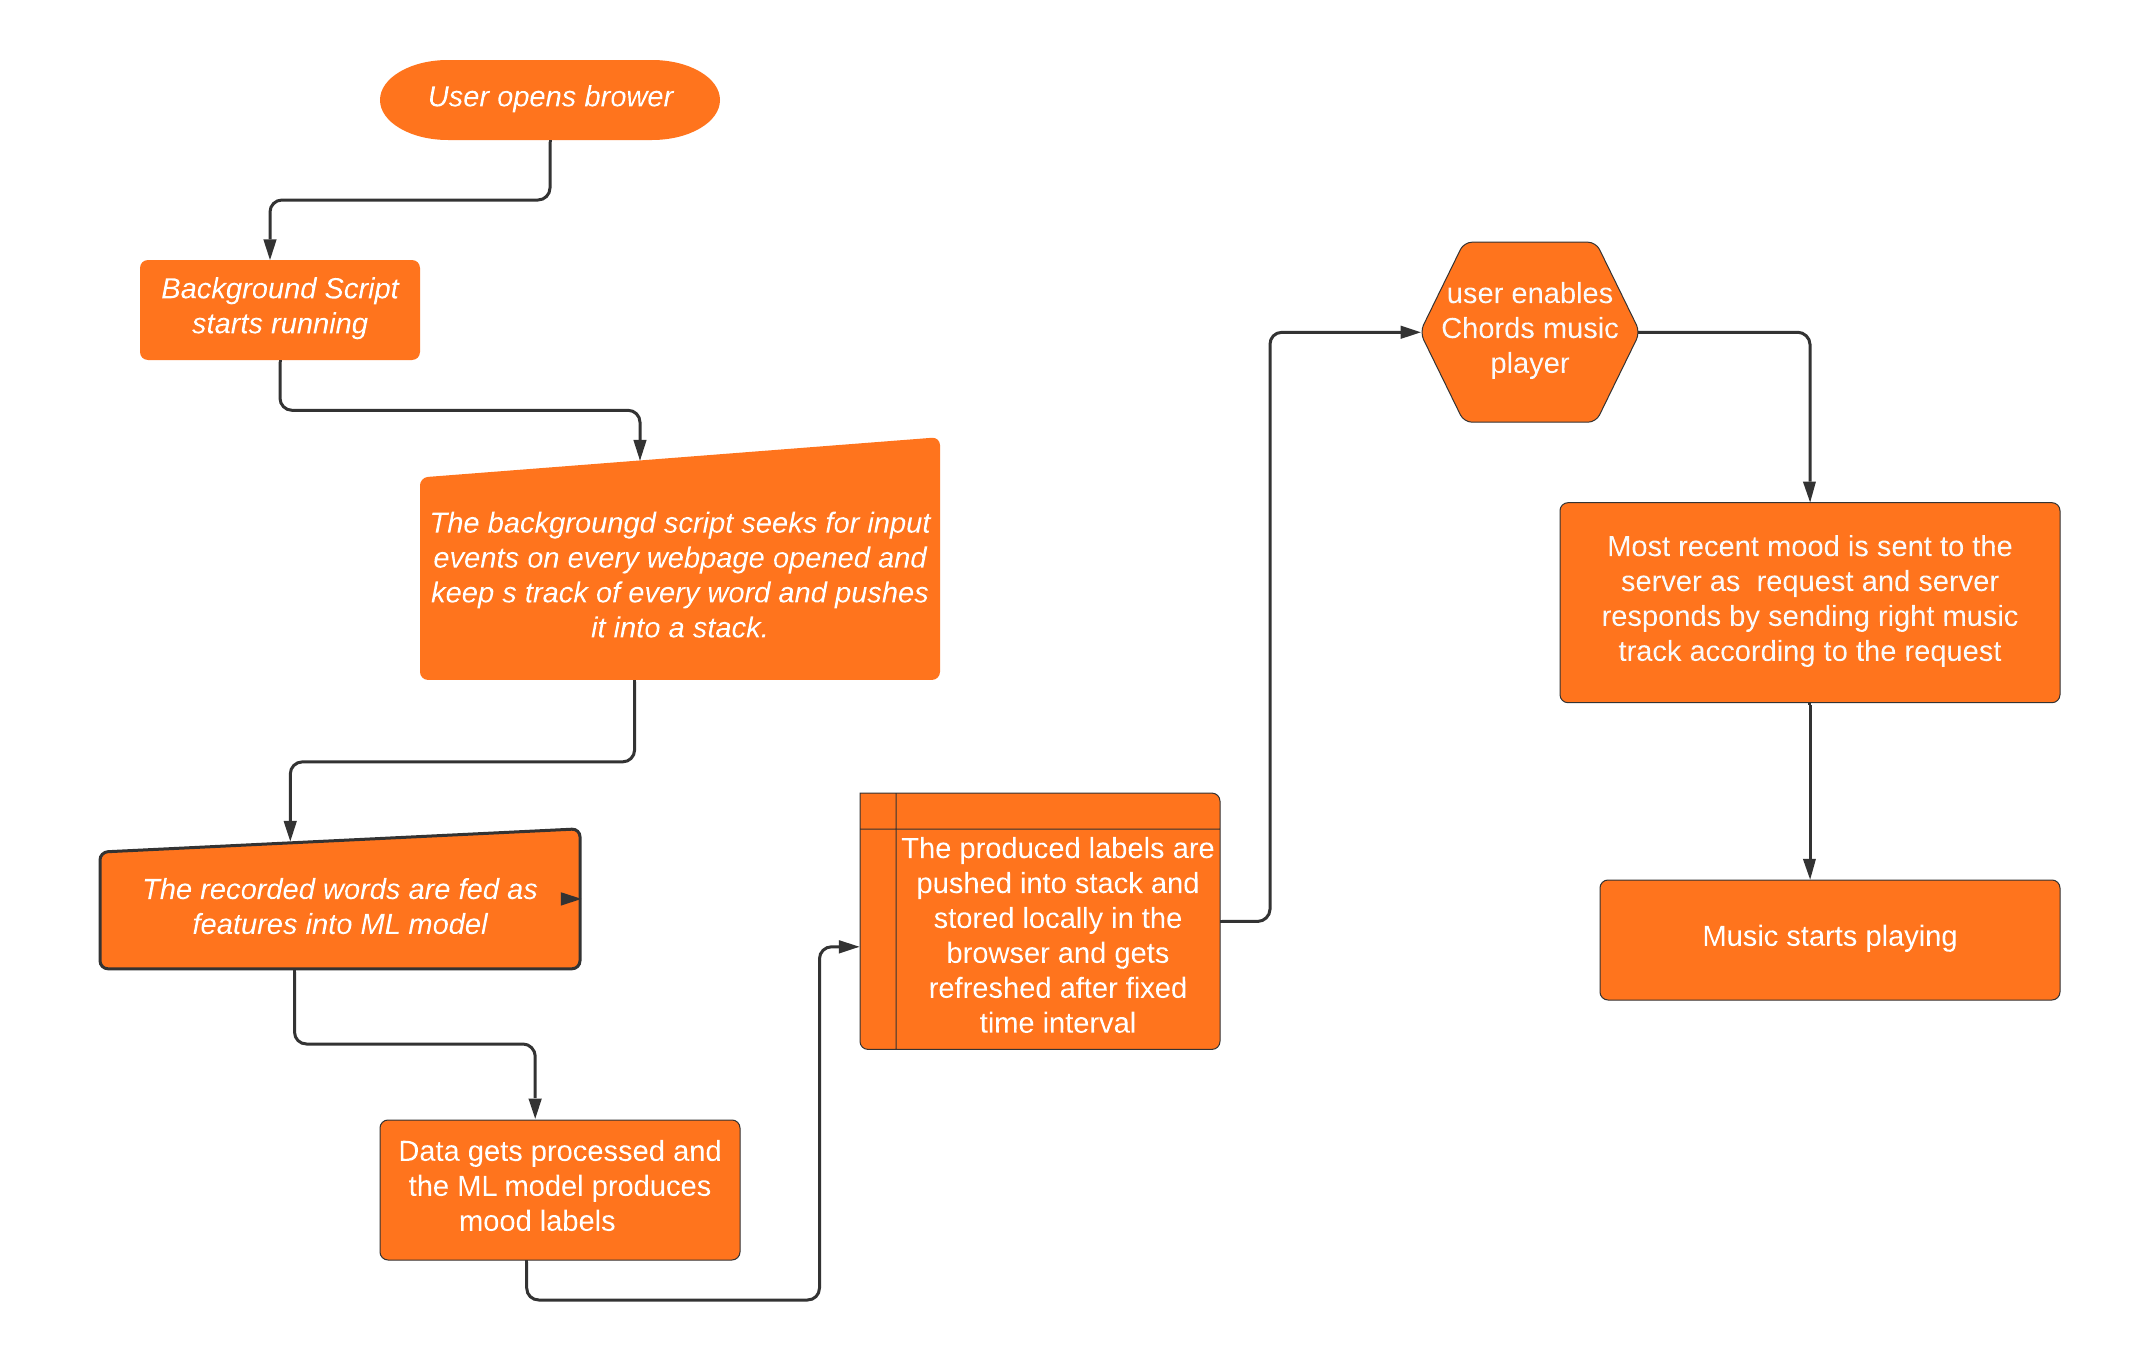 User opens brower
Background Script
starts running
The backgroungd script seeks for input
events on every webpage opened and
keep s track of every word and pushes
it into a stack.
The recorded words are fed as
features into ML model
Data gets processed and
the ML model produces
mood labels
The produced labels are
pushed into stack and
stored locally in the
browser and gets
refreshed after fixed
time interval
user enables
Chords music
player
Most recent mood is sent to the
server as  request and server
responds by sending right music
track according to the request
Music starts playing